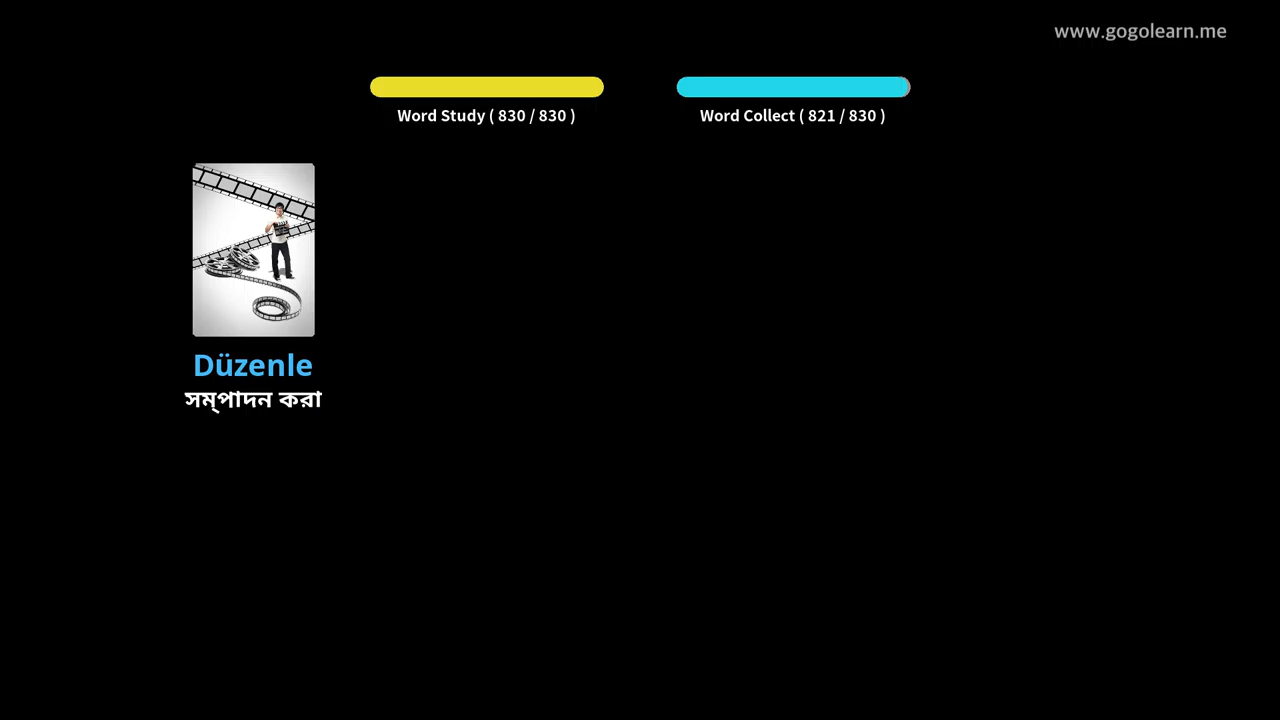 www.gogolearn.me
Word Study ( 830 / 830 )
Word Collect ( 821 / 830 )
Düzenle
সম্পাদন করা